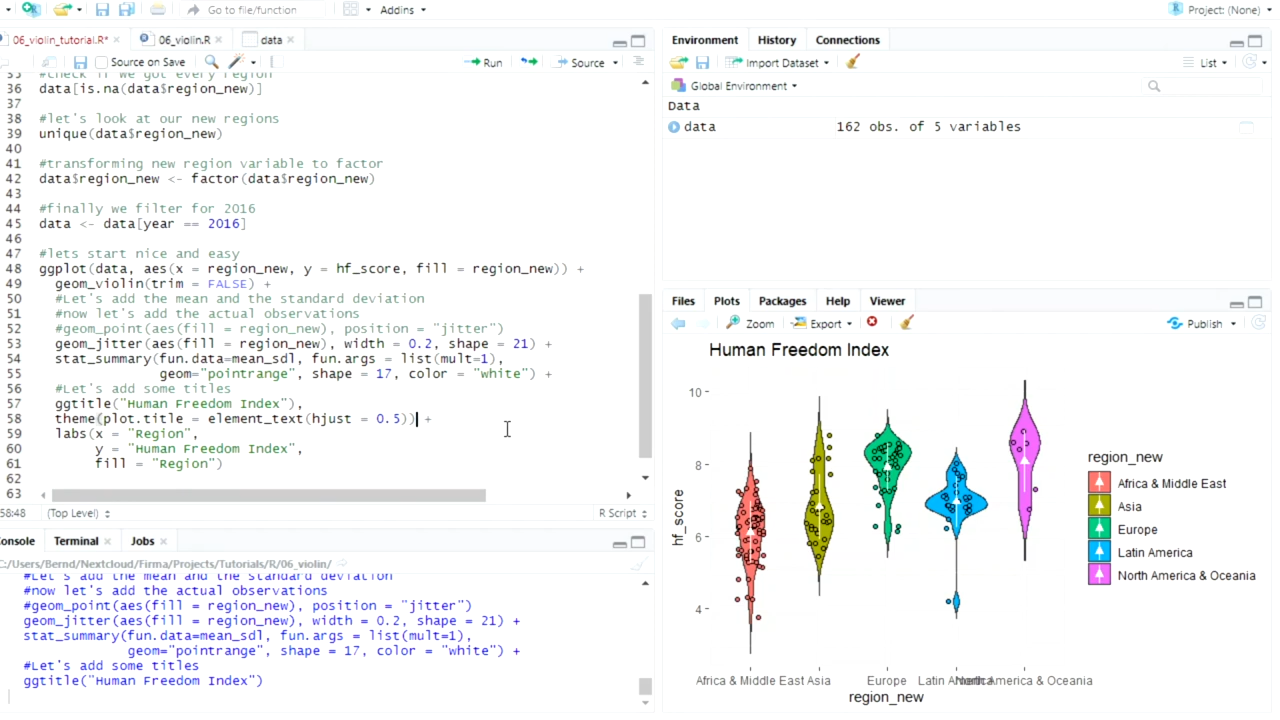 Go to file/function
Addins
Project: (None)
06_violin_tutorial.R*
06_violin.R
data
Source on Save
Run
Source
35 #check if we got every region
36 data[is.na(data$region_new)]
37
38 #let's look at our new regions
39 unique(data$region_new)
40
41 #transforming new region variable to factor
42 data$region_new <- factor(data$region_new)
43
44 #finally we filter for 2016
45 data <- data[year == 2016]
46
47 #lets start nice and easy
48 ggplot(data, aes(x = region_new, y = hf_score, fill = region_new)) +
49 geom_violin(trim = FALSE) +
50 #Let's add the mean and the standard deviation
51 #now let's add the actual observations
52 #geom_point(aes(fill = region_new), position = "jitter")
53 geom_jitter(aes(fill = region_new), width = 0.2, shape = 21) +
54 stat_summary(fun.data=mean_sdl, fun.args = list(mult=1),
55 geom="pointrange", shape = 17, color = "white") +
56 #Let's add some titles
57 ggtitle("Human Freedom Index"),
58 theme(plot.title = element_text(hjust = 0.5)) +
59 labs(x = "Region",
60 y = "Human Freedom Index",
61 fill = "Region")
62
63
58:48 (Top Level) R Script
onsole
Terminal
Jobs
C:/Users/Bernd/Nextcloud/Firma/Projects/Tutorials/R/06_violin/
#Let's add the mean and the standard deviation
#now let's add the actual observations
#geom_point(aes(fill = region_new), position = "jitter")
geom_jitter(aes(fill = region_new), width = 0.2, shape = 21) +
stat_summary(fun.data=mean_sdl, fun.args = list(mult=1),
geom="pointrange", shape = 17, color = "white") +
#Let's add some titles
ggtitle("Human Freedom Index")
Environment
History
Connections
Import Dataset
List
Global Environment
Data
data 162 obs. of 5 variables
Files
Plots
Packages
Help
Viewer
Zoom
Export
Publish
Human Freedom Index
10
8
6
4
hf_score
Africa & Middle East Asia Europe Latin America North America & Oceania
region_new
region_new
Africa & Middle East
Asia
Europe
Latin America
North America & Oceania